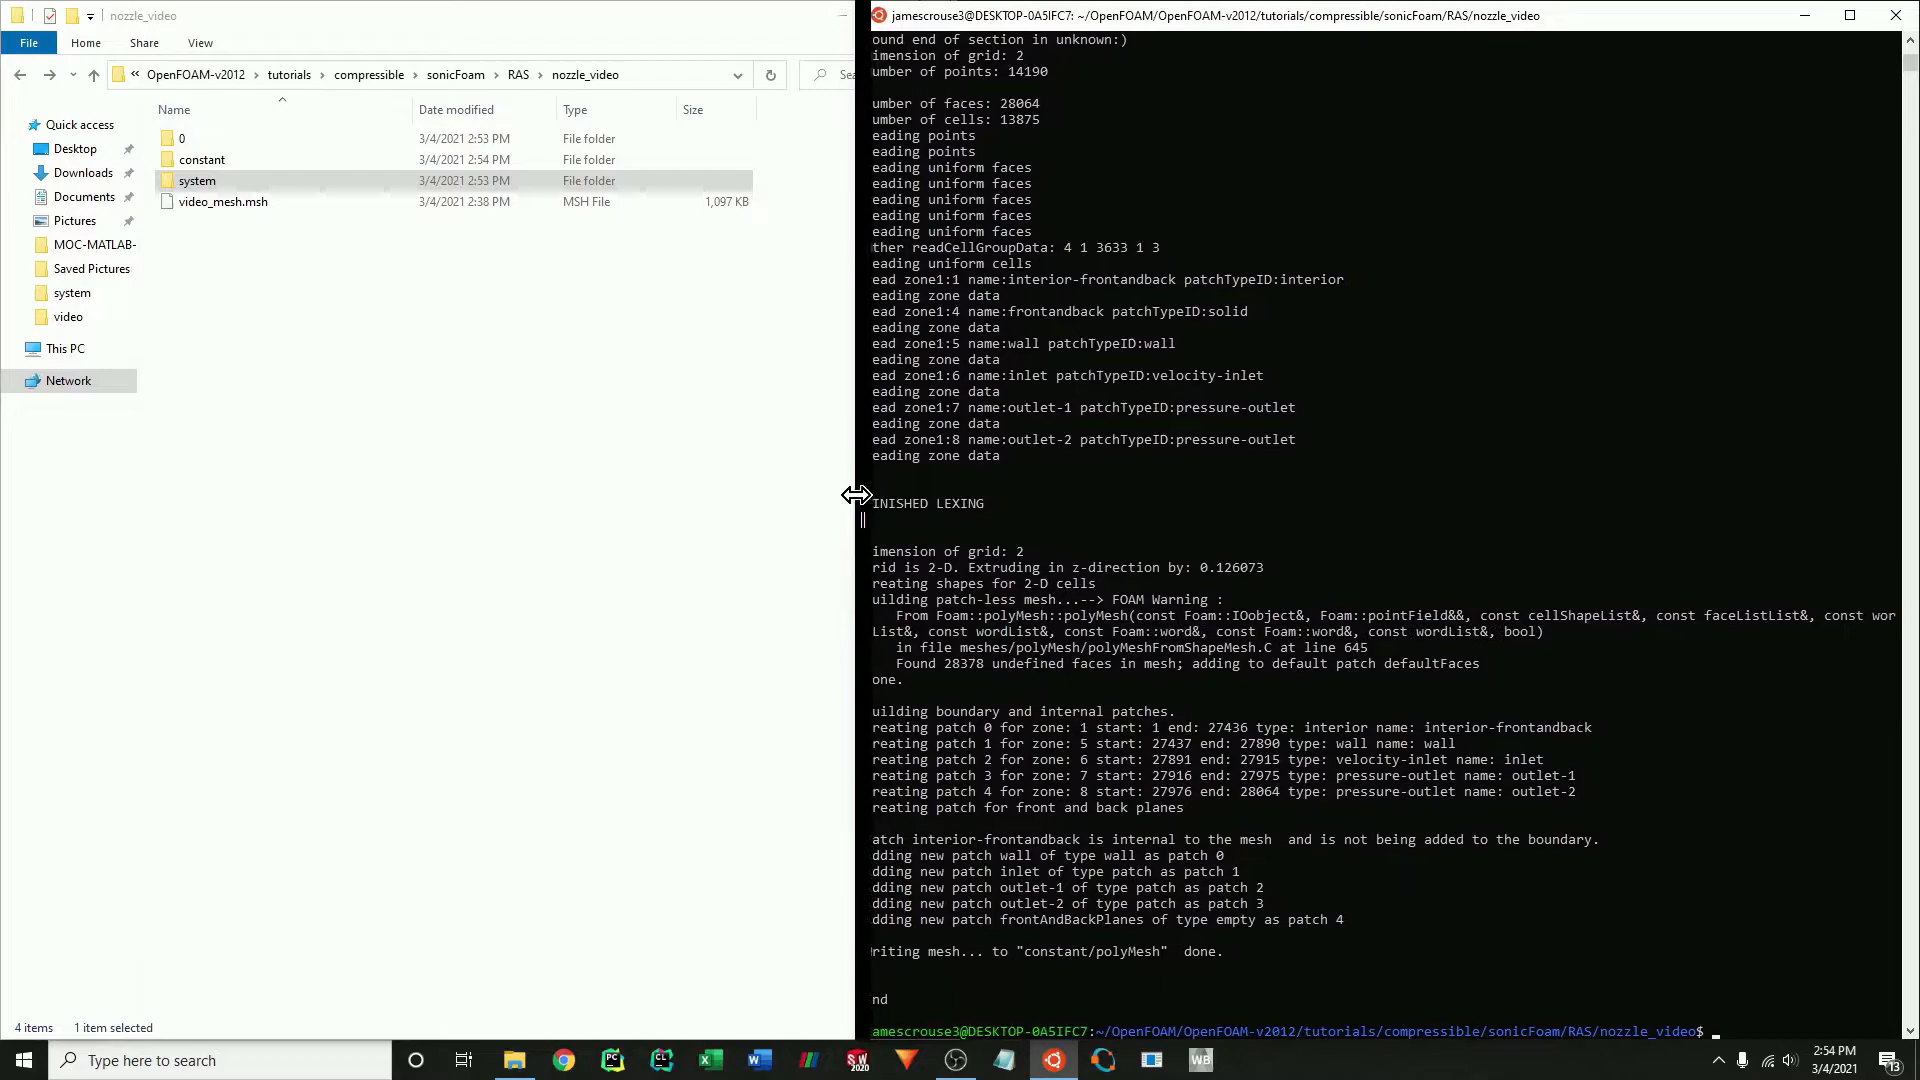 nozzle_video
File Home Share View
« OpenFOAM-v2012 > tutorials > compressible > sonicFoam > RAS > nozzle_video
Sea
Name Date modified Type Size
Quick access
Desktop
Downloads
Documents
Pictures
MOC-MATLAB-
Saved Pictures
system
video
This PC
Network
0 3/4/2021 2:53 PM File folder
constant 3/4/2021 2:54 PM File folder
system 3/4/2021 2:53 PM File folder
video_mesh.msh 3/4/2021 2:38 PM MSH File 1,097 KB
4 items 1 item selected
jamescrouse3@DESKTOP-0A5IFC7: ~/OpenFOAM/OpenFOAM-v2012/tutorials/compressible/sonicFoam/RAS/nozzle_video
ound end of section in unknown:)
imension of grid: 2
umber of points: 14190
umber of faces: 28064
umber of cells: 13875
eading points
eading points
eading uniform faces
eading uniform faces
eading uniform faces
eading uniform faces
eading uniform faces
ther readCellGroupData: 4 1 3633 1 3
eading uniform cells
ead zone1:1 name:interior-frontandback patchTypeID:interior
eading zone data
ead zone1:4 name:frontandback patchTypeID:solid
eading zone data
ead zone1:5 name:wall patchTypeID:wall
eading zone data
ead zone1:6 name:inlet patchTypeID:velocity-inlet
eading zone data
ead zone1:7 name:outlet-1 patchTypeID:pressure-outlet
eading zone data
ead zone1:8 name:outlet-2 patchTypeID:pressure-outlet
eading zone data
INISHED LEXING
imension of grid: 2
rid is 2-D. Extruding in z-direction by: 0.126073
reating shapes for 2-D cells
uilding patch-less mesh...--> FOAM Warning :
From Foam::polyMesh::polyMesh(const Foam::IOobject&, Foam::pointField&&, const cellShapeList&, const faceListList&, const wor
List&, const wordList&, const Foam::word&, const Foam::word&, const wordList&, bool)
in file meshes/polyMesh/polyMeshFromShapeMesh.C at line 645
Found 28378 undefined faces in mesh; adding to default patch defaultFaces
one.
uilding boundary and internal patches.
reating patch 0 for zone: 1 start: 1 end: 27436 type: interior name: interior-frontandback
reating patch 1 for zone: 5 start: 27437 end: 27890 type: wall name: wall
reating patch 2 for zone: 6 start: 27891 end: 27915 type: velocity-inlet name: inlet
reating patch 3 for zone: 7 start: 27916 end: 27975 type: pressure-outlet name: outlet-1
reating patch 4 for zone: 8 start: 27976 end: 28064 type: pressure-outlet name: outlet-2
reating patch for front and back planes
atch interior-frontandback is internal to the mesh  and is not being added to the boundary.
dding new patch wall of type wall as patch 0
dding new patch inlet of type patch as patch 1
dding new patch outlet-1 of type patch as patch 2
dding new patch outlet-2 of type patch as patch 3
dding new patch frontAndBackPlanes of type empty as patch 4
riting mesh... to "constant/polyMesh"  done.
nd
amescrouse3@DESKTOP-0A5IFC7:~/OpenFOAM/OpenFOAM-v2012/tutorials/compressible/sonicFoam/RAS/nozzle_video$
Type here to search
PC
CL
SW
2020
WB
2:54 PM
3/4/2021
13